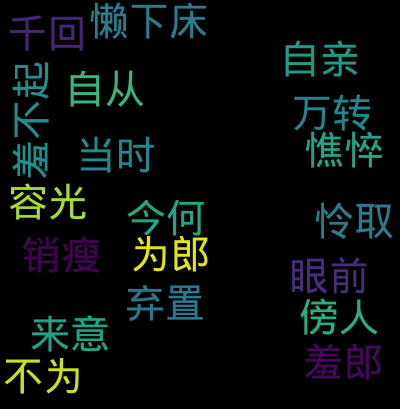 千回
懒下床
自亲
羞不起
自从
万转
憔悴
当时
容光
今何
怜取
销瘦
为郎
眼前
弃置
傍人
来意
羞郎
不为